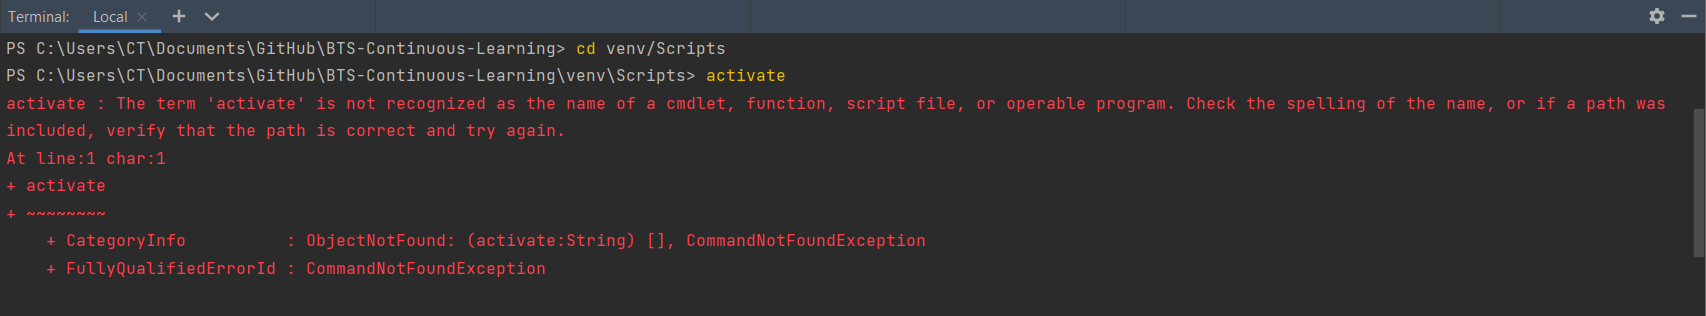 Terminal: Local
PS C:\Users\CT\Documents\GitHub\BTS-Continuous-Learning> cd venv/Scripts
PS C:\Users\CT\Documents\GitHub\BTS-Continuous-Learning\venv\Scripts> activate
activate : The term 'activate' is not recognized as the name of a cmdlet, function, script file, or operable program. Check the spelling of the name, or if a path was
included, verify that the path is correct and try again.
At line:1 char:1
+ activate
+ ~~~~~~~~
    + CategoryInfo          : ObjectNotFound: (activate:String) [], CommandNotFoundException
    + FullyQualifiedErrorId : CommandNotFoundException